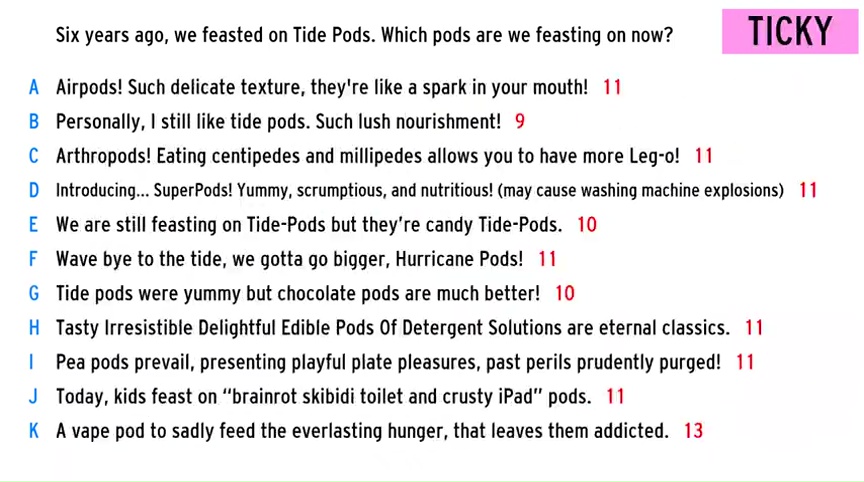 Six years ago, we feasted on Tide Pods. Which pods are we feasting on now?
TICKY
A Airpods! Such delicate texture, they're like a spark in your mouth! 11
B Personally, I still like tide pods. Such lush nourishment! 9
C Arthropods! Eating centipedes and millipedes allows you to have more Leg-o! 11
D Introducing... SuperPods! Yummy, scrumptious, and nutritious! (may cause washing machine explosions) 11
E We are still feasting on Tide-Pods but they're candy Tide-Pods. 10
F Wave bye to the tide, we gotta go bigger, Hurricane Pods! 11
G Tide pods were yummy but chocolate pods are much better! 10
H Tasty Irresistible Delightful Edible Pods Of Detergent Solutions are eternal classics. 11
I Pea pods prevail, presenting playful plate pleasures, past perils prudently purged! 11
J Today, kids feast on “brainrot skibidi toilet and crusty iPad” pods. 11
K A vape pod to sadly feed the everlasting hunger, that leaves them addicted. 13